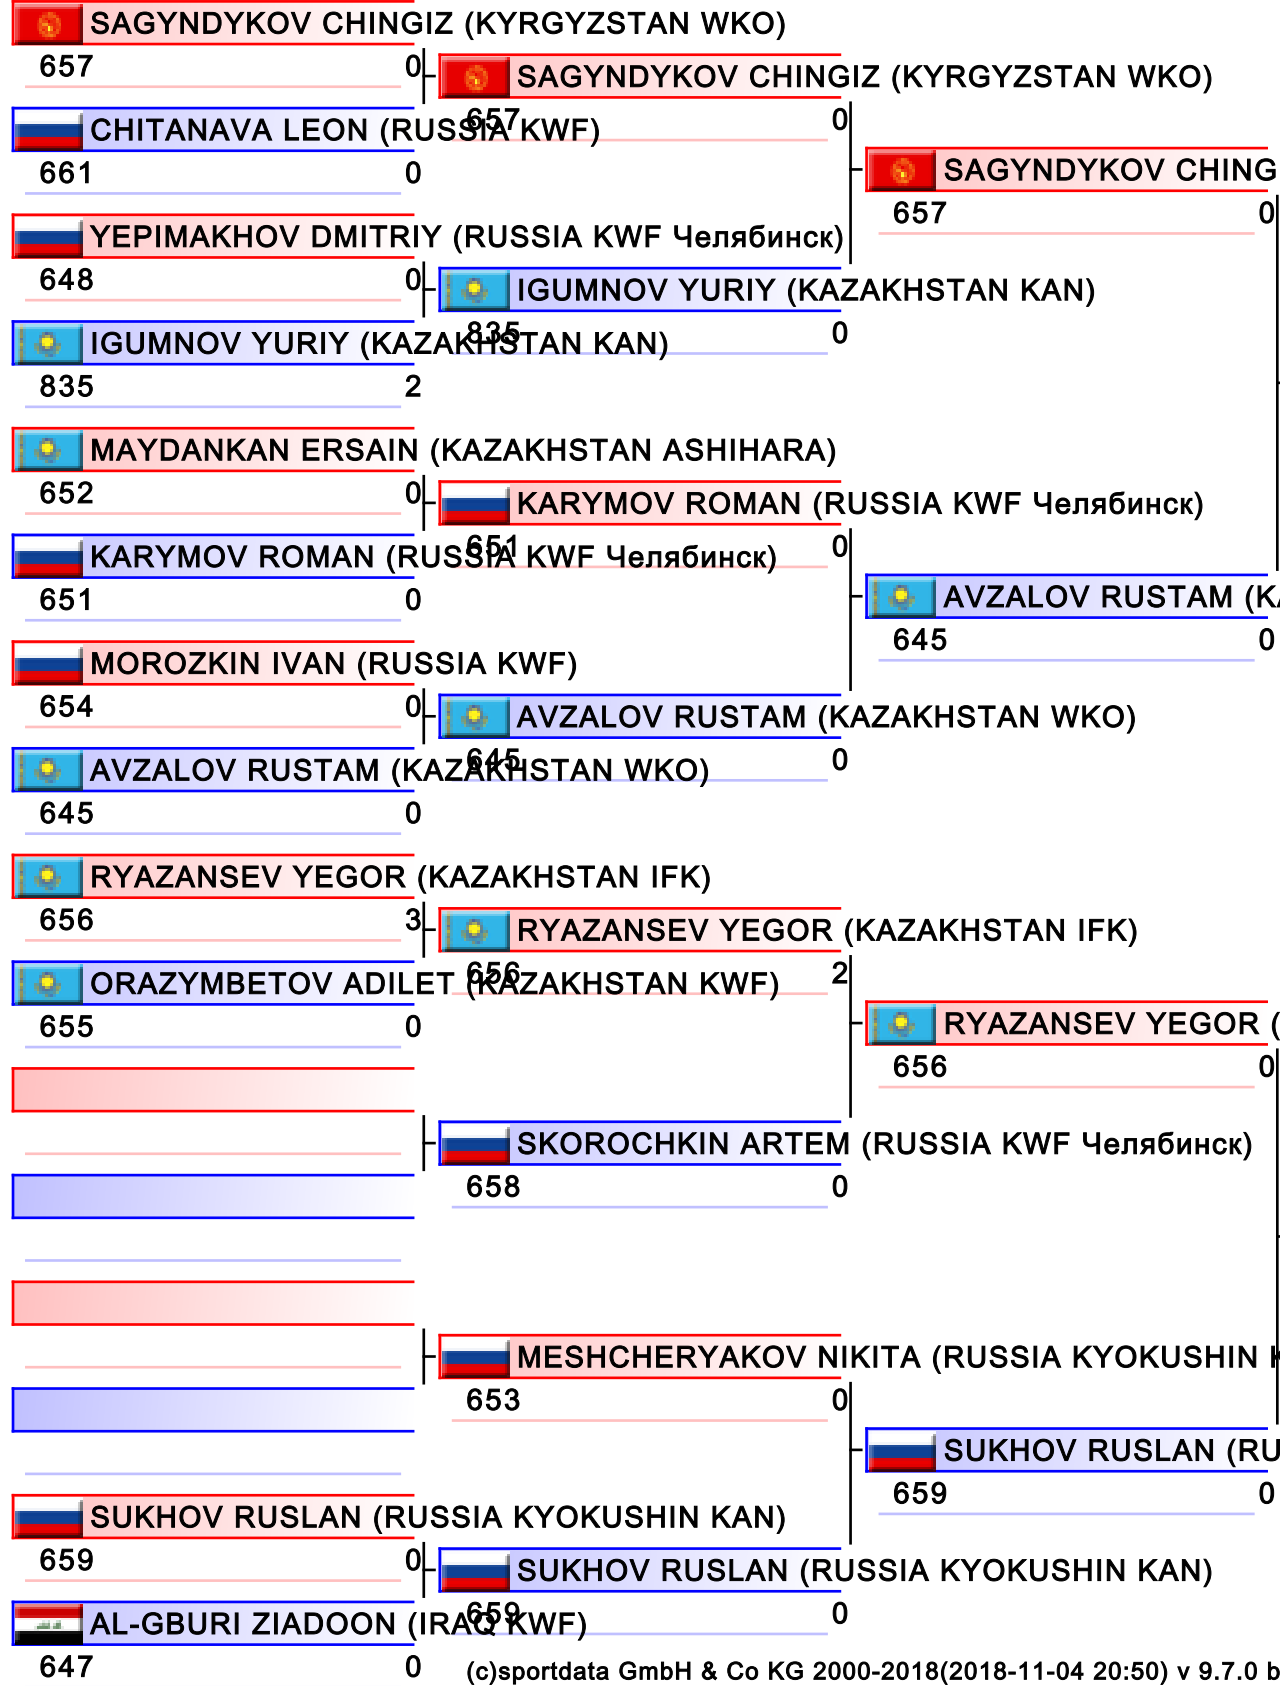 SAGYNDYKOV CHINGIZ (KYRGYZSTAN WKO)
657 0
SAGYNDYKOV CHINGIZ (KYRGYZSTAN WKO)
657 0
CHITANAVA LEON (RUSSIA KWF)
661 0
SAGYNDYKOV CHING
657 0
YEPIMAKHOV DMITRIY (RUSSIA KWF Челябинск)
648 0
IGUMNOV YURIY (KAZAKHSTAN KAN)
835 0
IGUMNOV YURIY (KAZAKHSTAN KAN)
835 2
MAYDANKAN ERSAIN (KAZAKHSTAN ASHIHARA)
652 0
KARYMOV ROMAN (RUSSIA KWF Челябинск)
651 0
KARYMOV ROMAN (RUSSIA KWF Челябинск)
651 0
AVZALOV RUSTAM (KA
645 0
MOROZKIN IVAN (RUSSIA KWF)
654 0
AVZALOV RUSTAM (KAZAKHSTAN WKO)
645 0
AVZALOV RUSTAM (KAZAKHSTAN WKO)
645 0
RYAZANSEV YEGOR (KAZAKHSTAN IFK)
656 3
RYAZANSEV YEGOR (KAZAKHSTAN IFK)
656 2
ORAZYMBETOV ADILET (KAZAKHSTAN KWF)
655 0
RYAZANSEV YEGOR (
656 0
SKOROCHKIN ARTEM (RUSSIA KWF Челябинск)
658 0
MESHCHERYAKOV NIKITA (RUSSIA KYOKUSHIN K
653 0
SUKHOV RUSLAN (RU
659 0
SUKHOV RUSLAN (RUSSIA KYOKUSHIN KAN)
659 0
SUKHOV RUSLAN (RUSSIA KYOKUSHIN KAN)
659 0
AL-GBURI ZIADOON (IRAQ KWF)
647 0
(c)sportdata GmbH & Co KG 2000-2018(2018-11-04 20:50) v 9.7.0 b